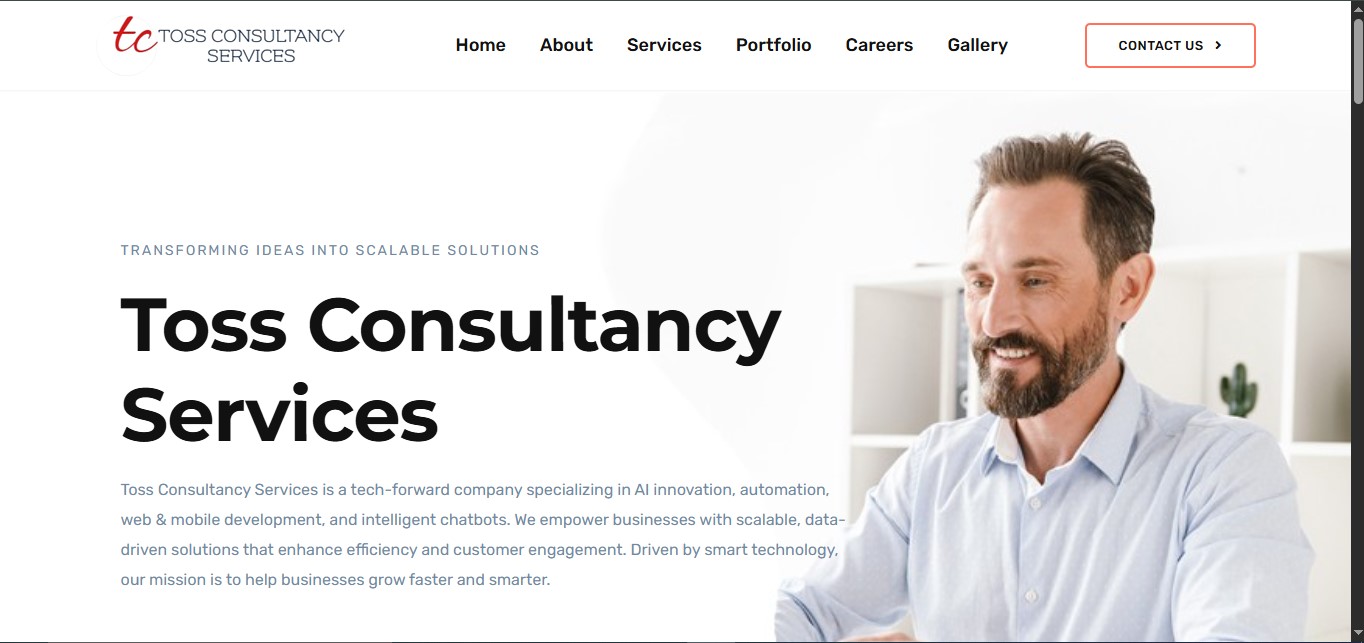 tc TOSS CONSULTANCY
SERVICES
Home About Services Portfolio Careers Gallery
CONTACT US
TRANSFORMING IDEAS INTO SCALABLE SOLUTIONS
Toss Consultancy
Services
Toss Consultancy Services is a tech-forward company specializing in AI innovation, automation,
web & mobile development, and intelligent chatbots. We empower businesses with scalable, data-
driven solutions that enhance efficiency and customer engagement. Driven by smart technology,
our mission is to help businesses grow faster and smarter.